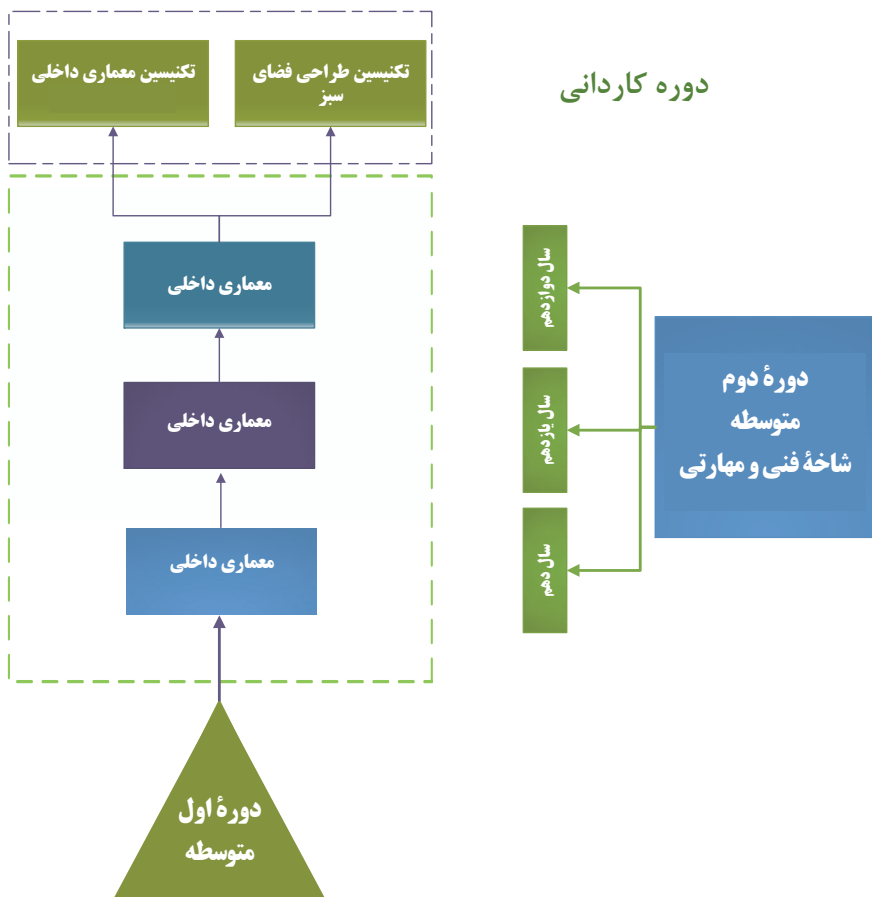 دوره کاردانی
تکنیسین طراحی فضای
سبز
تکنیسین معماری داخلی
سال دوازدهم
معماری داخلی
دورهٔ دوم
متوسطه
شاخهٔ فنی و مهارتی
سال یازدهم
معماری داخلی
سال دهم
معماری داخلی
دورهٔ اول
متوسطه